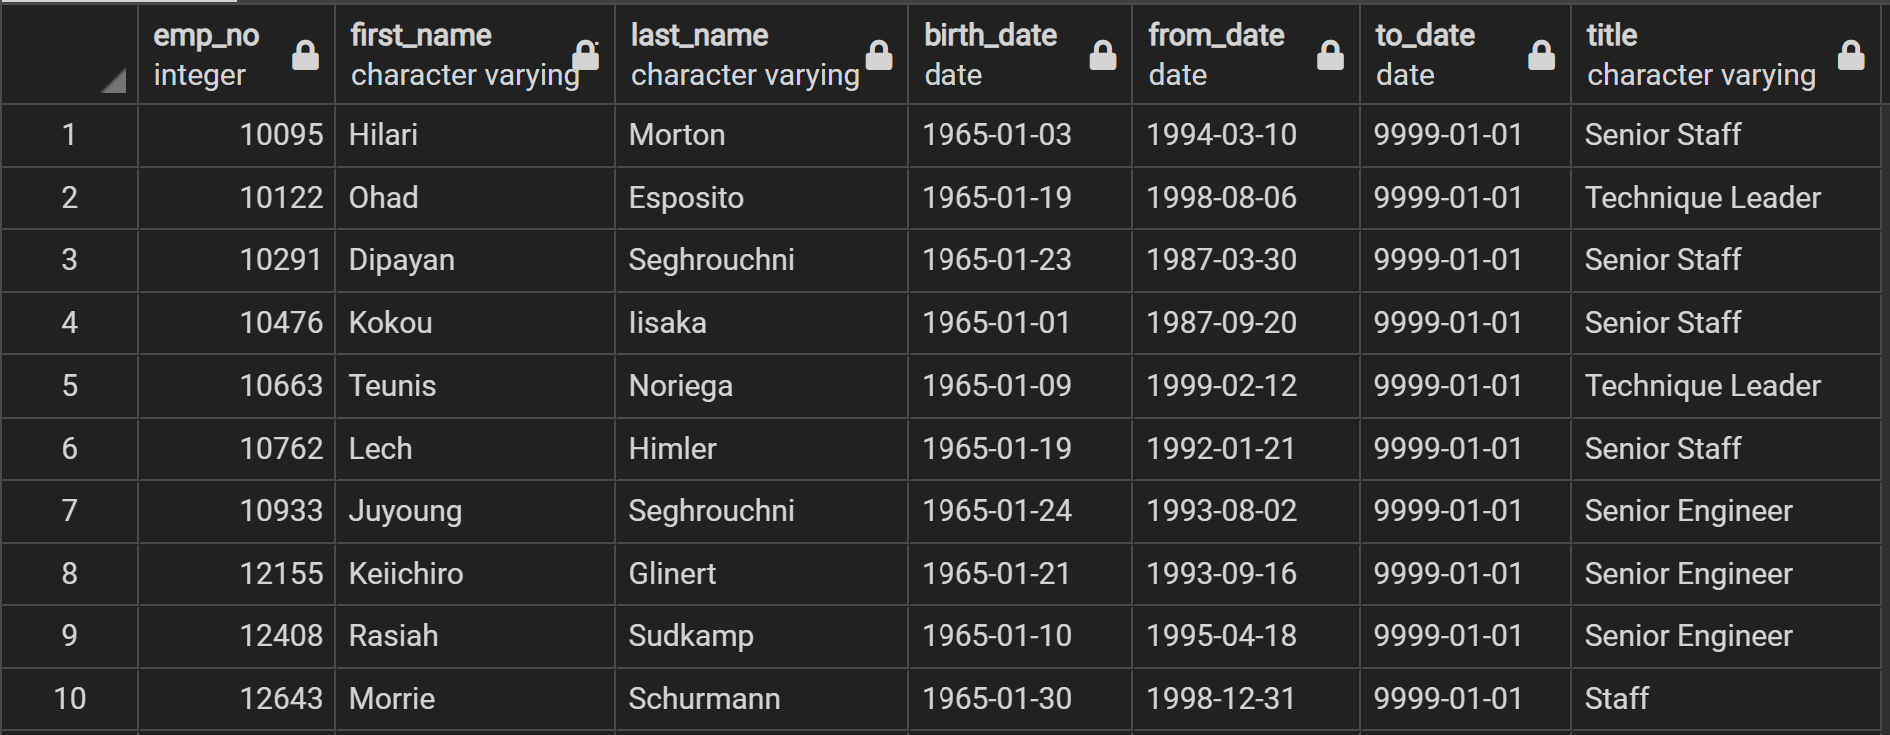 emp_no first_name last_name birth_date from_date to_date title
integer character varying character varying date date date character varying
1 10095 Hilari Morton 1965-01-03 1994-03-10 9999-01-01 Senior Staff
2 10122 Ohad Esposito 1965-01-19 1998-08-06 9999-01-01 Technique Leader
3 10291 Dipayan Seghrouchni 1965-01-23 1987-03-30 9999-01-01 Senior Staff
4 10476 Kokou Iisaka 1965-01-01 1987-09-20 9999-01-01 Senior Staff
5 10663 Teunis Noriega 1965-01-09 1999-02-12 9999-01-01 Technique Leader
6 10762 Lech Himler 1965-01-19 1992-01-21 9999-01-01 Senior Staff
7 10933 Juyoung Seghrouchni 1965-01-24 1993-08-02 9999-01-01 Senior Engineer
8 12155 Keiichiro Glinert 1965-01-21 1993-09-16 9999-01-01 Senior Engineer
9 12408 Rasiah Sudkamp 1965-01-10 1995-04-18 9999-01-01 Senior Engineer
10 12643 Morrie Schurmann 1965-01-30 1998-12-31 9999-01-01 Staff